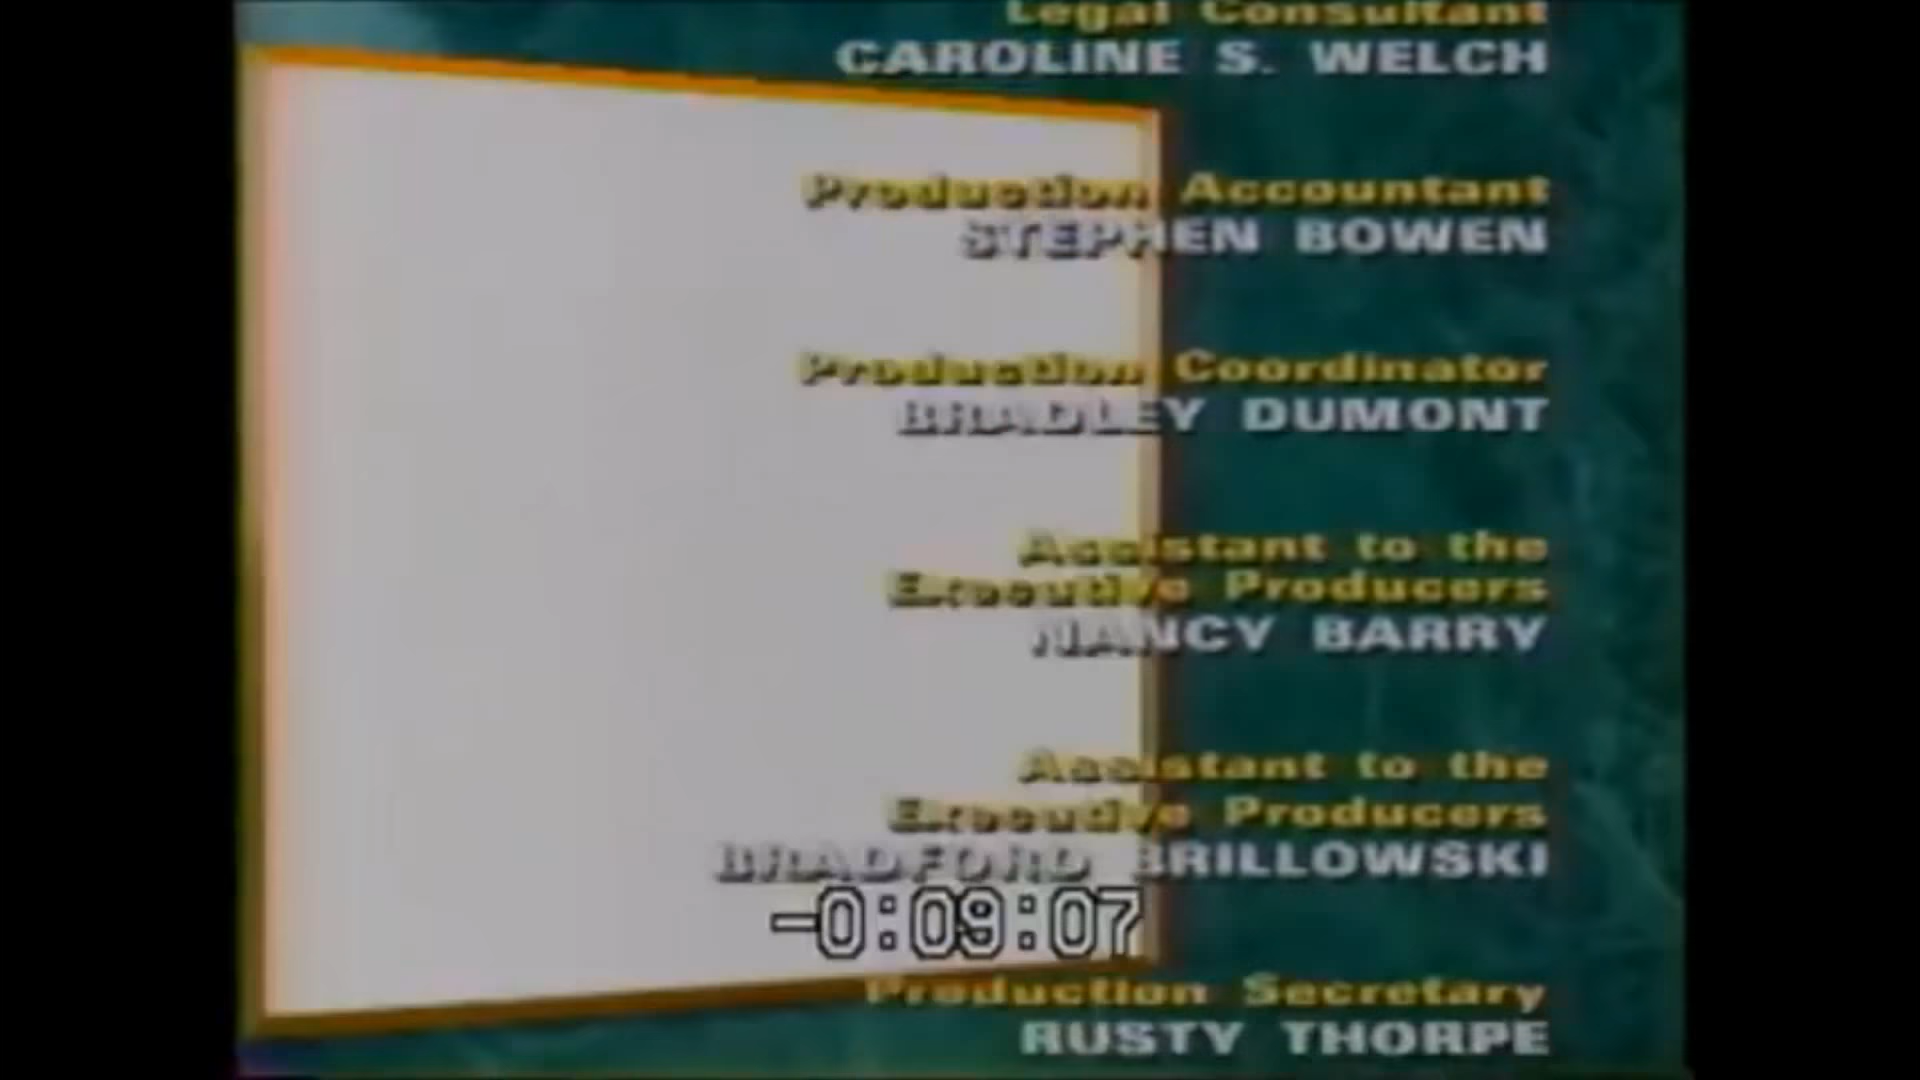 Legal Consultant
CAROLINE S. WELCH
Production Accountant
STEPHEN BOWEN
Production Coordinator
BRADLEY DUMONT
Assistant to the
Executive Producers
NANCY BARRY
Assistant to the
Executive Producers
BRADFORD BRILLOWSKI
-0:09:07
Production Secretary
RUSTY THORPE